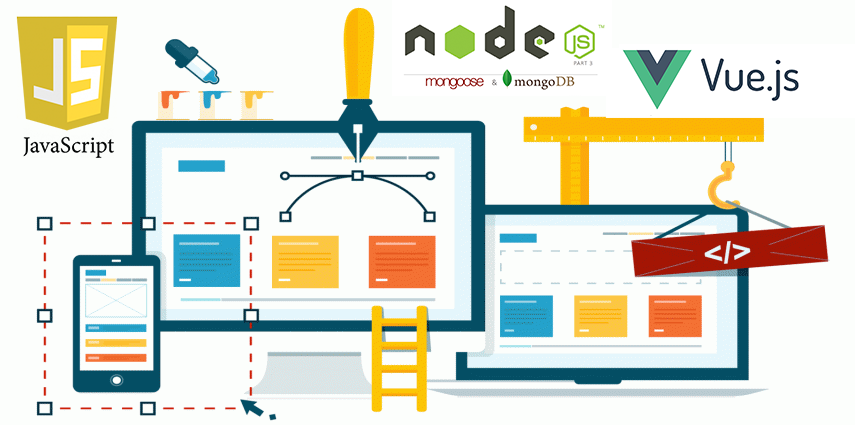 JS
JavaScript
node
JS
™
PART 3
mongoose & mongoDB
Vue.js
</>